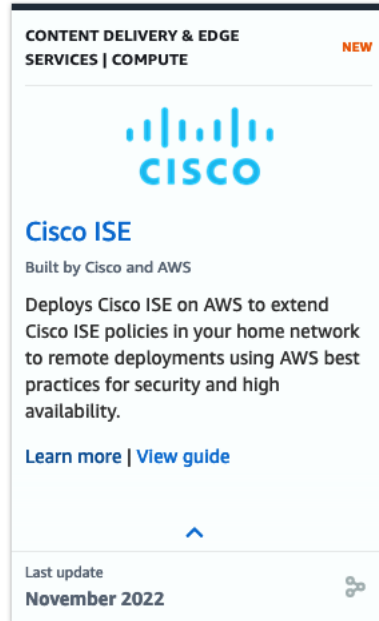 CONTENT DELIVERY & EDGE
SERVICES | COMPUTE
NEW
CISCO
Cisco ISE
Built by Cisco and AWS
Deploys Cisco ISE on AWS to extend
Cisco ISE policies in your home network
to remote deployments using AWS best
practices for security and high
availability.
Learn more | View guide
Last update
November 2022